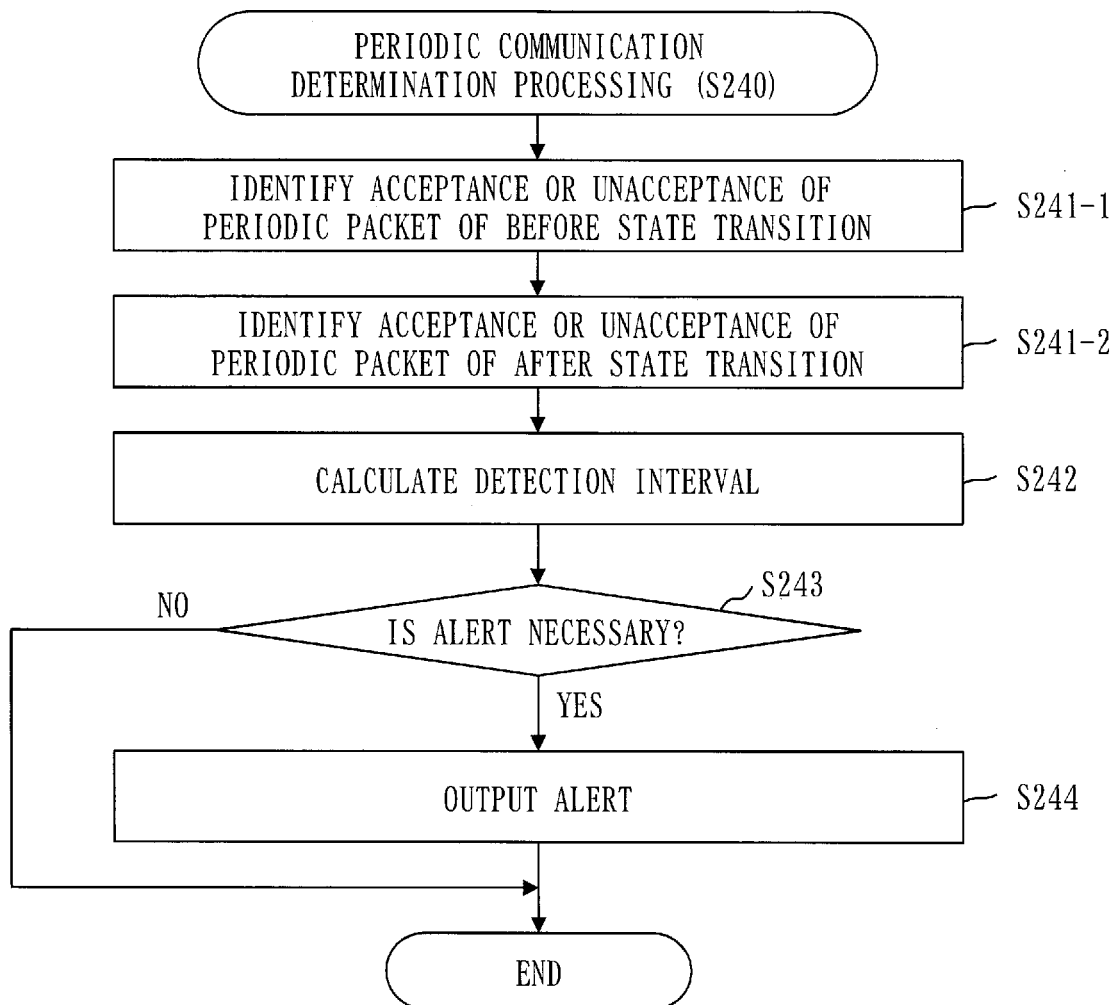 PERIODIC COMMUNICATION
DETERMINATION PROCESSING (S240)
IDENTIFY ACCEPTANCE OR UNACCEPTANCE OF
PERIODIC PACKET OF BEFORE STATE TRANSITION
S241-1
IDENTIFY ACCEPTANCE OR UNACCEPTANCE OF
PERIODIC PACKET OF AFTER STATE TRANSITION
S241-2
CALCULATE DETECTION INTERVAL
S242
S243
NO
IS ALERT NECESSARY?
YES
OUTPUT ALERT
S244
END